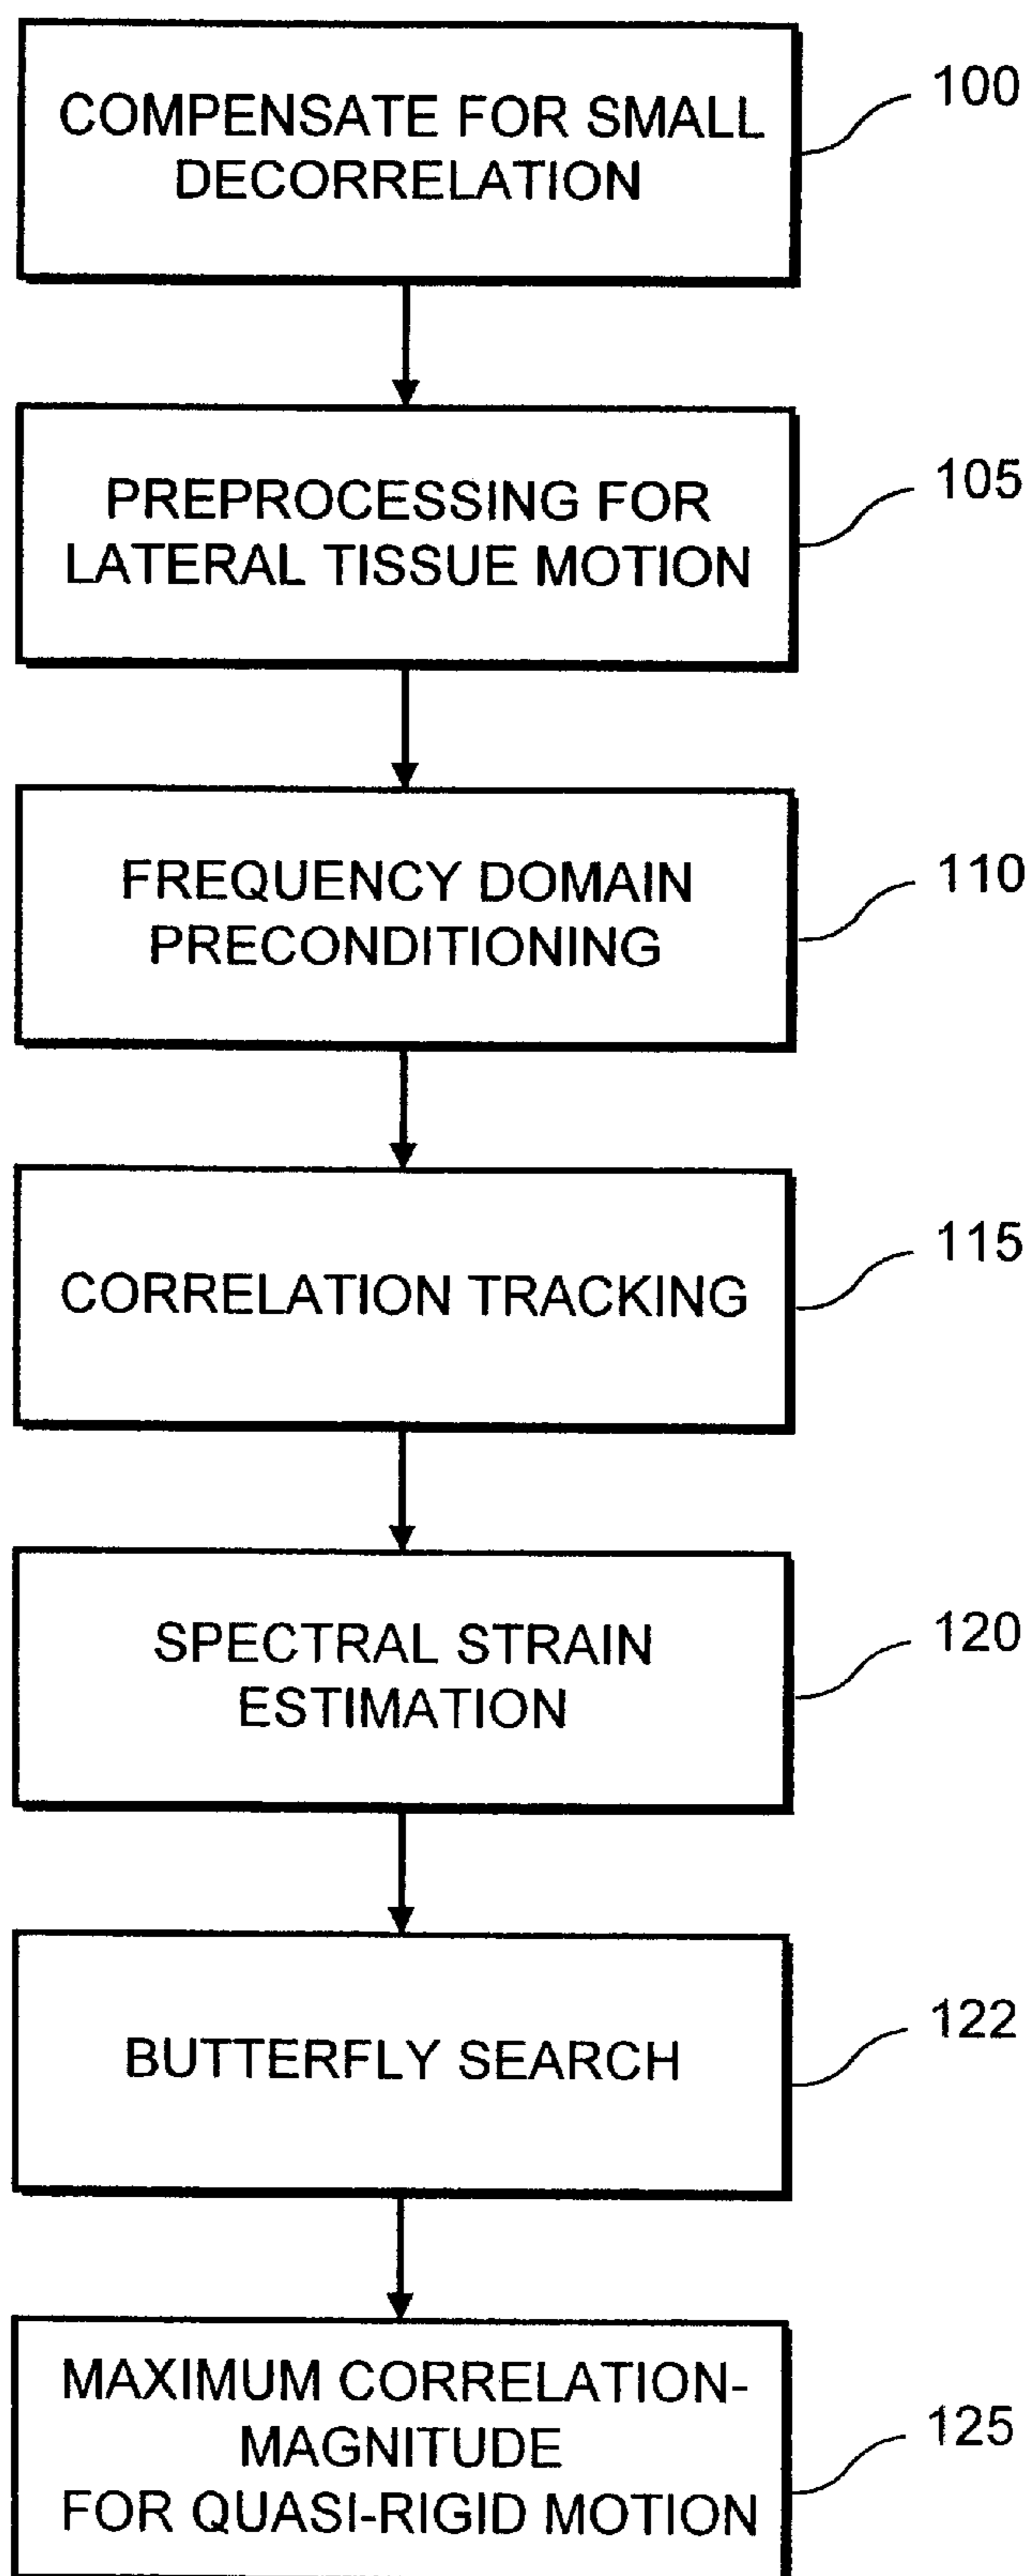 COMPENSATE FOR SMALL
DECORRELATION
100
PREPROCESSING FOR
LATERAL TISSUE MOTION
105
FREQUENCY DOMAIN
PRECONDITIONING
110
CORRELATION TRACKING
115
SPECTRAL STRAIN
ESTIMATION
120
BUTTERFLY SEARCH
122
MAXIMUM CORRELATION-
MAGNITUDE
FOR QUASI-RIGID MOTION
125